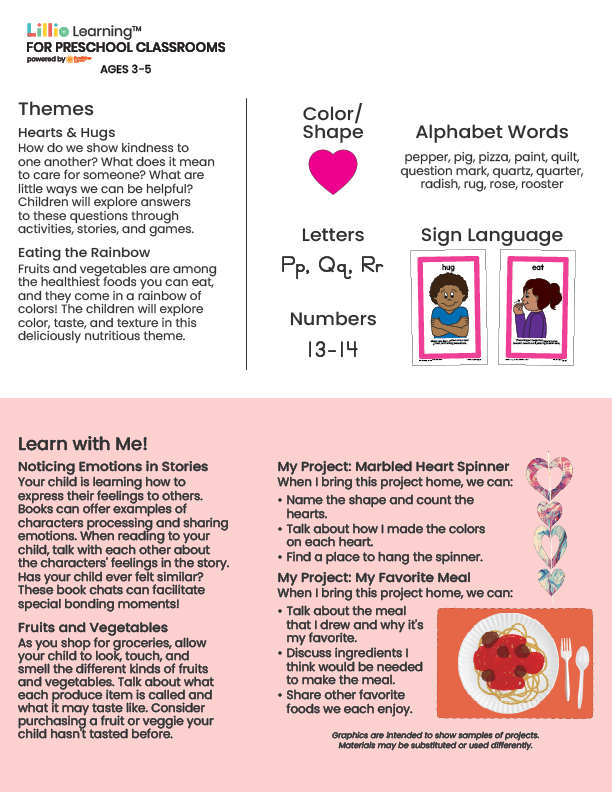 Lillio Learning™
FOR PRESCHOOL CLASSROOMS
powered by
AGES 3-5
Themes
Hearts & Hugs
How do we show kindness to
one another? What does it mean
to care for someone? What are
little ways we can be helpful?
Children will explore answers
to these questions through
activities, stories, and games.
Eating the Rainbow
Fruits and vegetables are among
the healthiest foods you can eat,
and they come in a rainbow of
colors! The children will explore
color, taste, and texture in this
deliciously nutritious theme.
Color/
Shape
Letters
Pp, Qq, Rr
Numbers
13-14
Alphabet Words
pepper, pig, pizza, paint, quilt,
question mark, quartz, quarter,
radish, rug, rose, rooster
Sign Language
hug
eat
Learn with Me!
Noticing Emotions in Stories
Your child is learning how to
express their feelings to others.
Books can offer examples of
characters processing and sharing
emotions. When reading to your
child, talk with each other about
the characters' feelings in the story.
Has your child ever felt similar?
These book chats can facilitate
special bonding moments!
Fruits and Vegetables
As you shop for groceries, allow
your child to look, touch, and
smell the different kinds of fruits
and vegetables. Talk about what
each produce item is called and
what it may taste like. Consider
purchasing a fruit or veggie your
child hasn't tasted before.
My Project: Marbled Heart Spinner
When I bring this project home, we can:
• Name the shape and count the
hearts.
• Talk about how I made the colors
on each heart.
• Find a place to hang the spinner.
My Project: My Favorite Meal
When I bring this project home, we can:
• Talk about the meal
that I drew and why it's
my favorite.
• Discuss ingredients I
think would be needed
to make the meal.
• Share other favorite
foods we each enjoy.
Graphics are intended to show samples of projects.
Materials may be substituted or used differently.